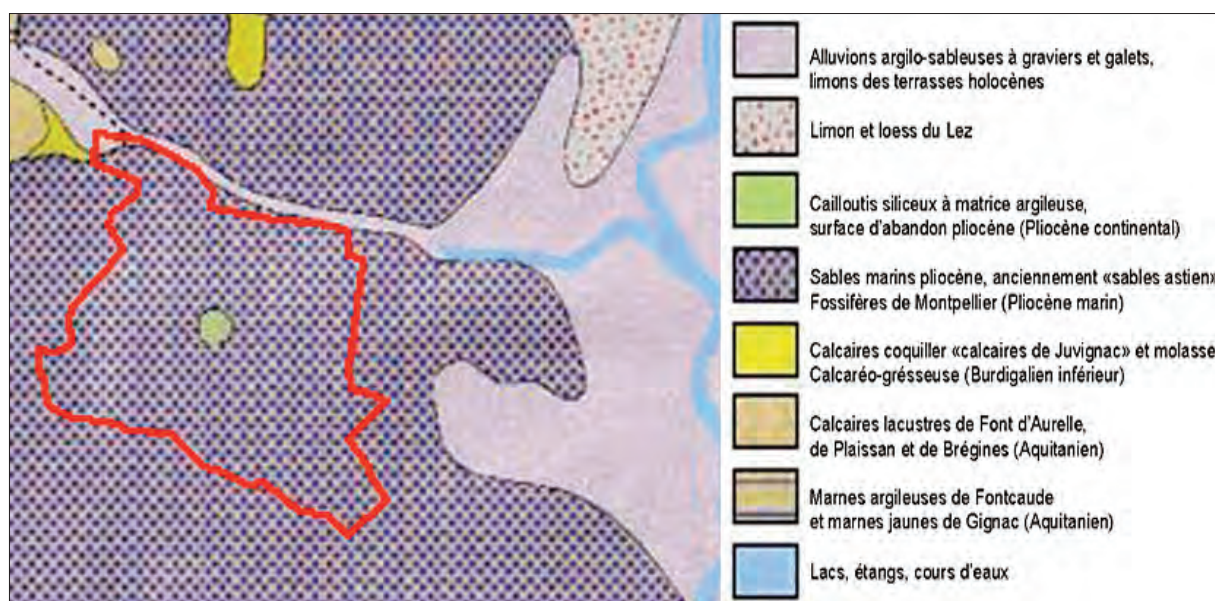 Alluvions argilo-sableuses à graviers et galets,
limons des terrasses holocènes
Limon et loess du Lez
Cailloutis siliceux à matrice argileuse,
surface d'abandon pliocène (Pliocène continental)
Sables marins pliocène, anciennement «sables astien»
Fossifères de Montpellier (Pliocène marin)
Calcaires coquiller «calcaires de Juvignac» et molasse
Calcaréo-grésseuse (Burdigalien inférieur)
Calcaires lacustres de Font d'Aurelle,
de Plaissan et de Brégines (Aquitanien)
Marnes argileuses de Fontcaude
et marnes jaunes de Gignac (Aquitanien)
Lacs, étangs, cours d'eaux